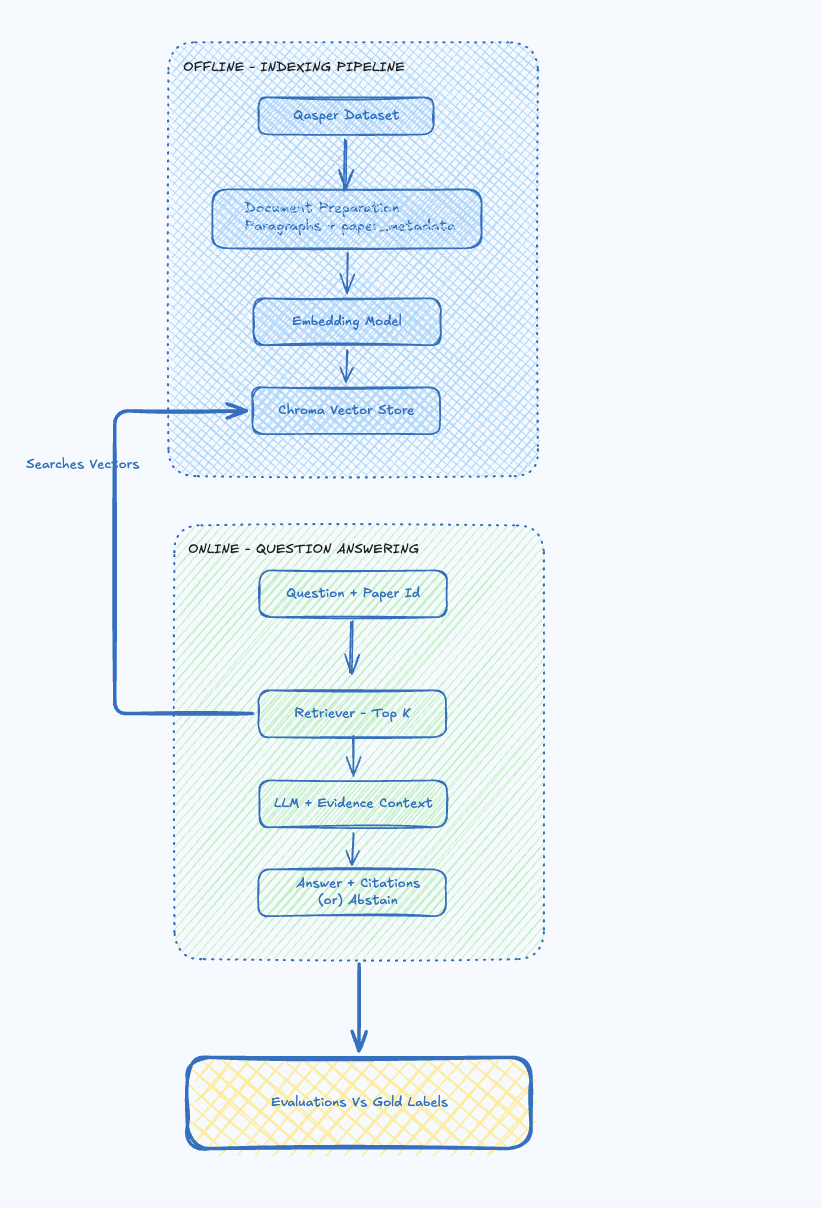 OFFLINE - INDEXING PIPELINE
Qasper Dataset
Document Preparation
Paragraphs + paper_metadata
Embedding Model
Chroma Vector Store
Searches Vectors
ONLINE - QUESTION ANSWERING
Question + Paper Id
Retriever - Top K
LLM + Evidence Context
Answer + Citations
(or) Abstain
Evaluations Vs Gold Labels